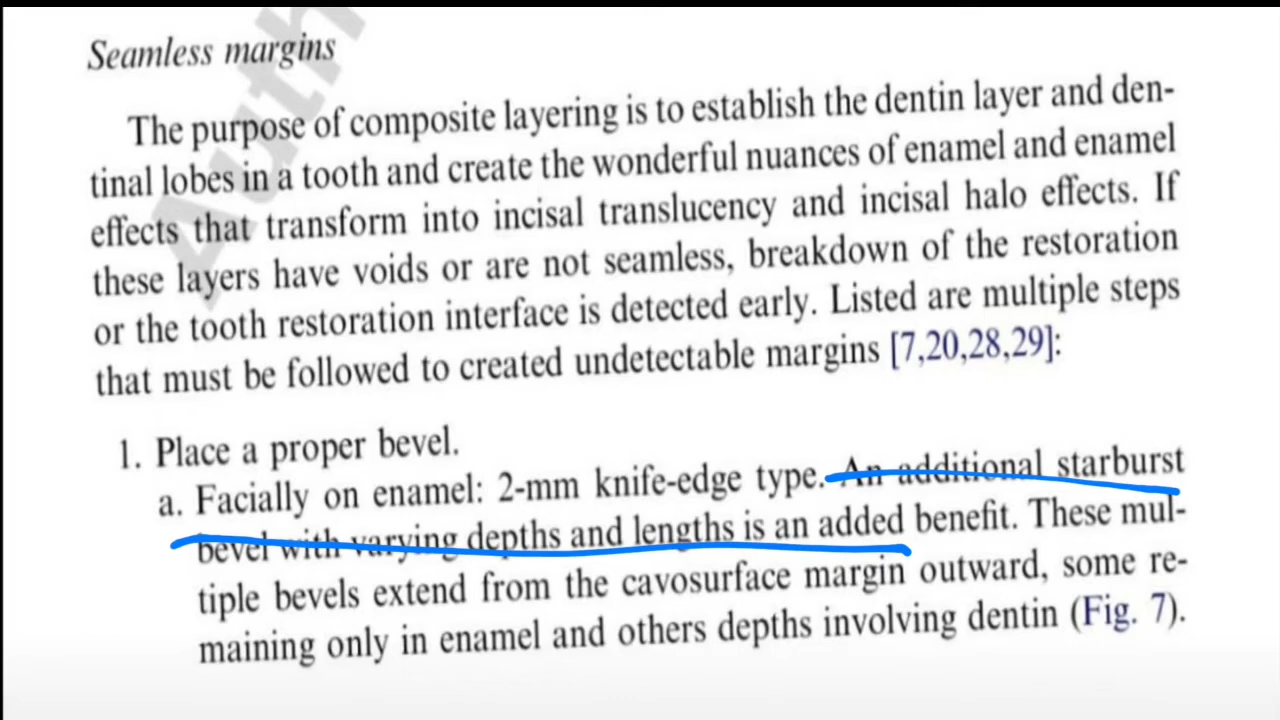 Seamless margins
The purpose of composite layering is to establish the dentin layer and den-
tinal lobes in a tooth and create the wonderful nuances of enamel and enamel
effects that transform into incisal translucency and incisal halo effects. If
these layers have voids or are not seamless, breakdown of the restoration
or the tooth restoration interface is detected early. Listed are multiple steps
that must be followed to created undetectable margins [7,20,28,29]:
1. Place a proper bevel.
a. Facially on enamel: 2-mm knife-edge type. An additional starburst
bevel with varying depths and lengths is an added benefit. These mul-
tiple bevels extend from the cavosurface margin outward, some re-
maining only in enamel and others depths involving dentin (Fig. 7).
Auth